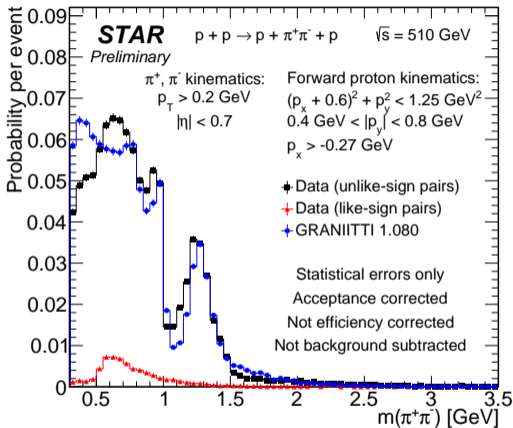 STAR
Preliminary
p + p → p + π⁺π⁻ + p
√s = 510 GeV
π⁺, π⁻ kinematics:
p_T > 0.2 GeV
|η| < 0.7
Forward proton kinematics:
(p_x + 0.6)² + p_y² < 1.25 GeV²
0.4 GeV < |p_y| < 0.8 GeV
p_x > -0.27 GeV
Data (unlike-sign pairs)
Data (like-sign pairs)
GRANIITTI 1.080
Statistical errors only
Acceptance corrected
Not efficiency corrected
Not background subtracted
Probability per event
0.09
0.08
0.07
0.06
0.05
0.04
0.03
0.02
0.01
0
0.5
1
1.5
2
2.5
3
3.5
m(π⁺π⁻) [GeV]